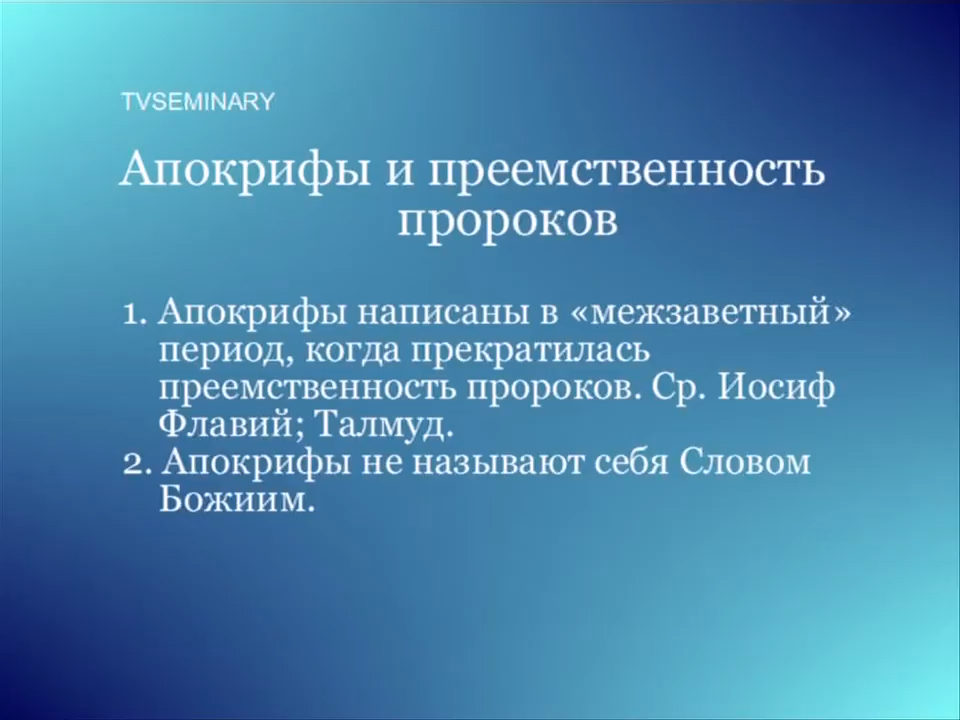 TVSEMINARY
Апокрифы и преемственность
пророков
1. Апокрифы написаны в «межзаветный»
период, когда прекратилась
преемственность пророков. Ср. Иосиф
Флавий; Талмуд.
2. Апокрифы не называют себя Словом
Божиим.